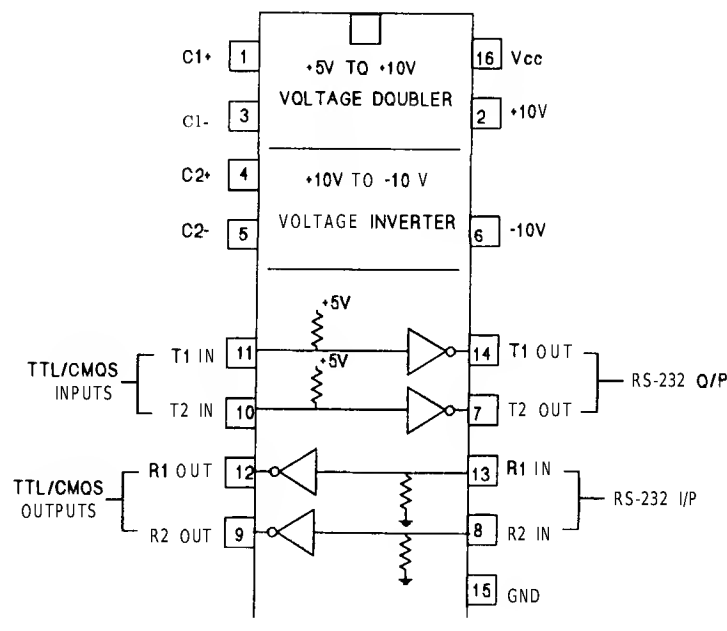 C1+ 1 +5V TO +10V 16 Vcc
C1- 3 VOLTAGE DOUBLER 2 +10V
C2+ 4 +10V TO -10 V
C2- 5 VOLTAGE INVERTER 6 -10V
+5V
T1 IN 11 14 T1 OUT
TTL/CMOS INPUTS
+5V
RS-232 O/P
T2 IN 10 7 T2 OUT
R1 OUT 12 13 R1 IN
TTL/CMOS OUTPUTS
RS-232 I/P
R2 OUT 9 8 R2 IN
15 GND